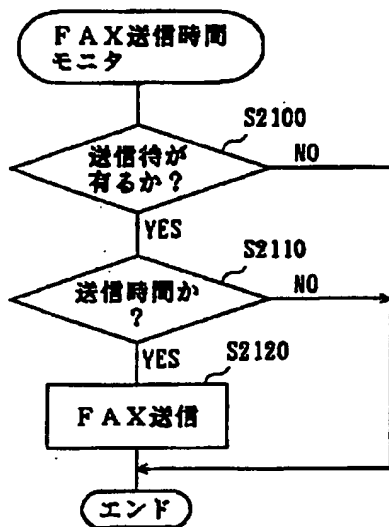 ＦＡＸ送信時間
モニタ
S2100
送信待が
有るか？
NO
YES
S2110
送信時間か
？
NO
YES
S2120
ＦＡＸ送信
エンド